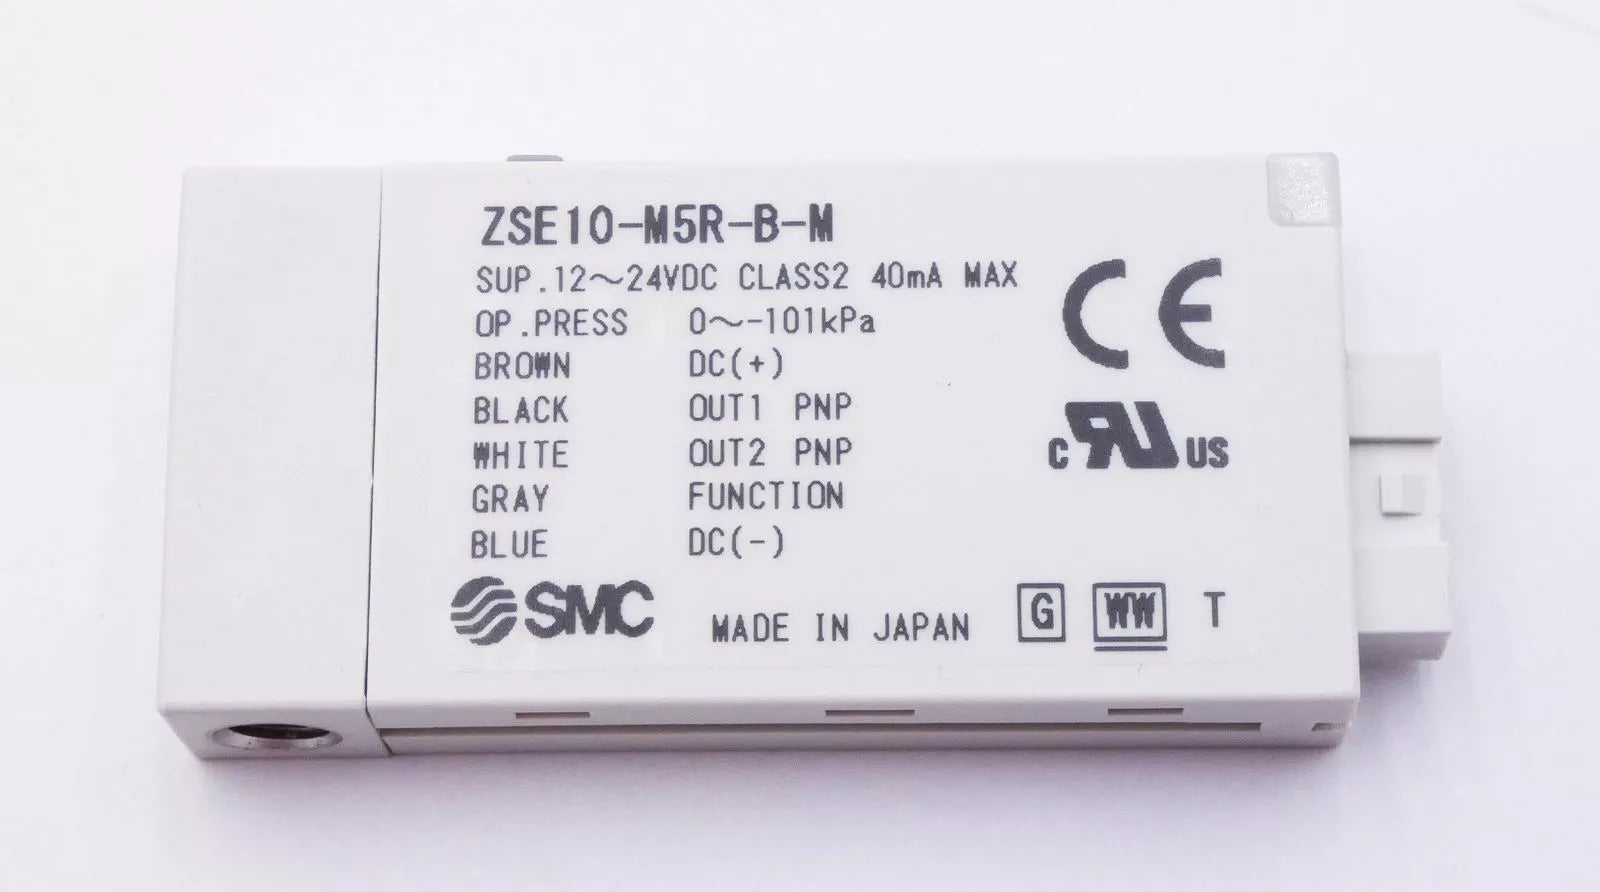 ZSE10-M5R-B-M
SUP.12～24VDC CLASS2 40mA MAX
OP.PRESS 0～-101kPa
BROWN DC(+)
BLACK OUT1 PNP
WHITE OUT2 PNP
GRAY FUNCTION
BLUE DC(-)
CE
c RU US
SMC
MADE IN JAPAN G WW T